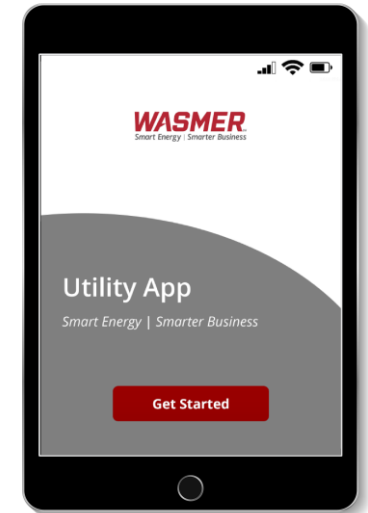 WASMER
Smart Energy | Smarter Business
Utility App
Smart Energy | Smarter Business
Get Started